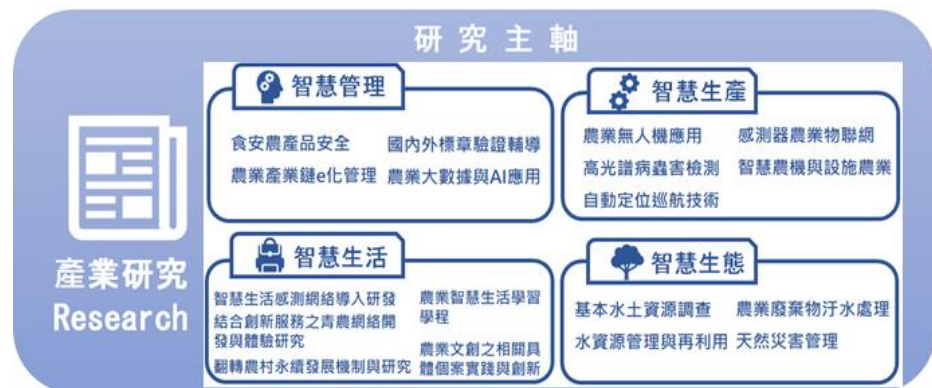 研究主軸
產業研究
Research
智慧管理
食安農產品安全
國內外標章驗證輔導
農業產業鏈e化管理
農業大數據與AI應用
智慧生產
農業無人機應用
感測器農業物聯網
高光譜病蟲害檢測
智慧農機與設施農業
自動定位巡航技術
智慧生活
智慧生活感測網絡導入研發
結合創新服務之青農網絡開
發與體驗研究
翻轉農村永續發展機制與研究
農業智慧生活學習
學程
農業文創之相關具
體個案實踐與創新
智慧生態
基本水土資源調查
農業廢棄物汙水處理
水資源管理與再利用
天然災害管理